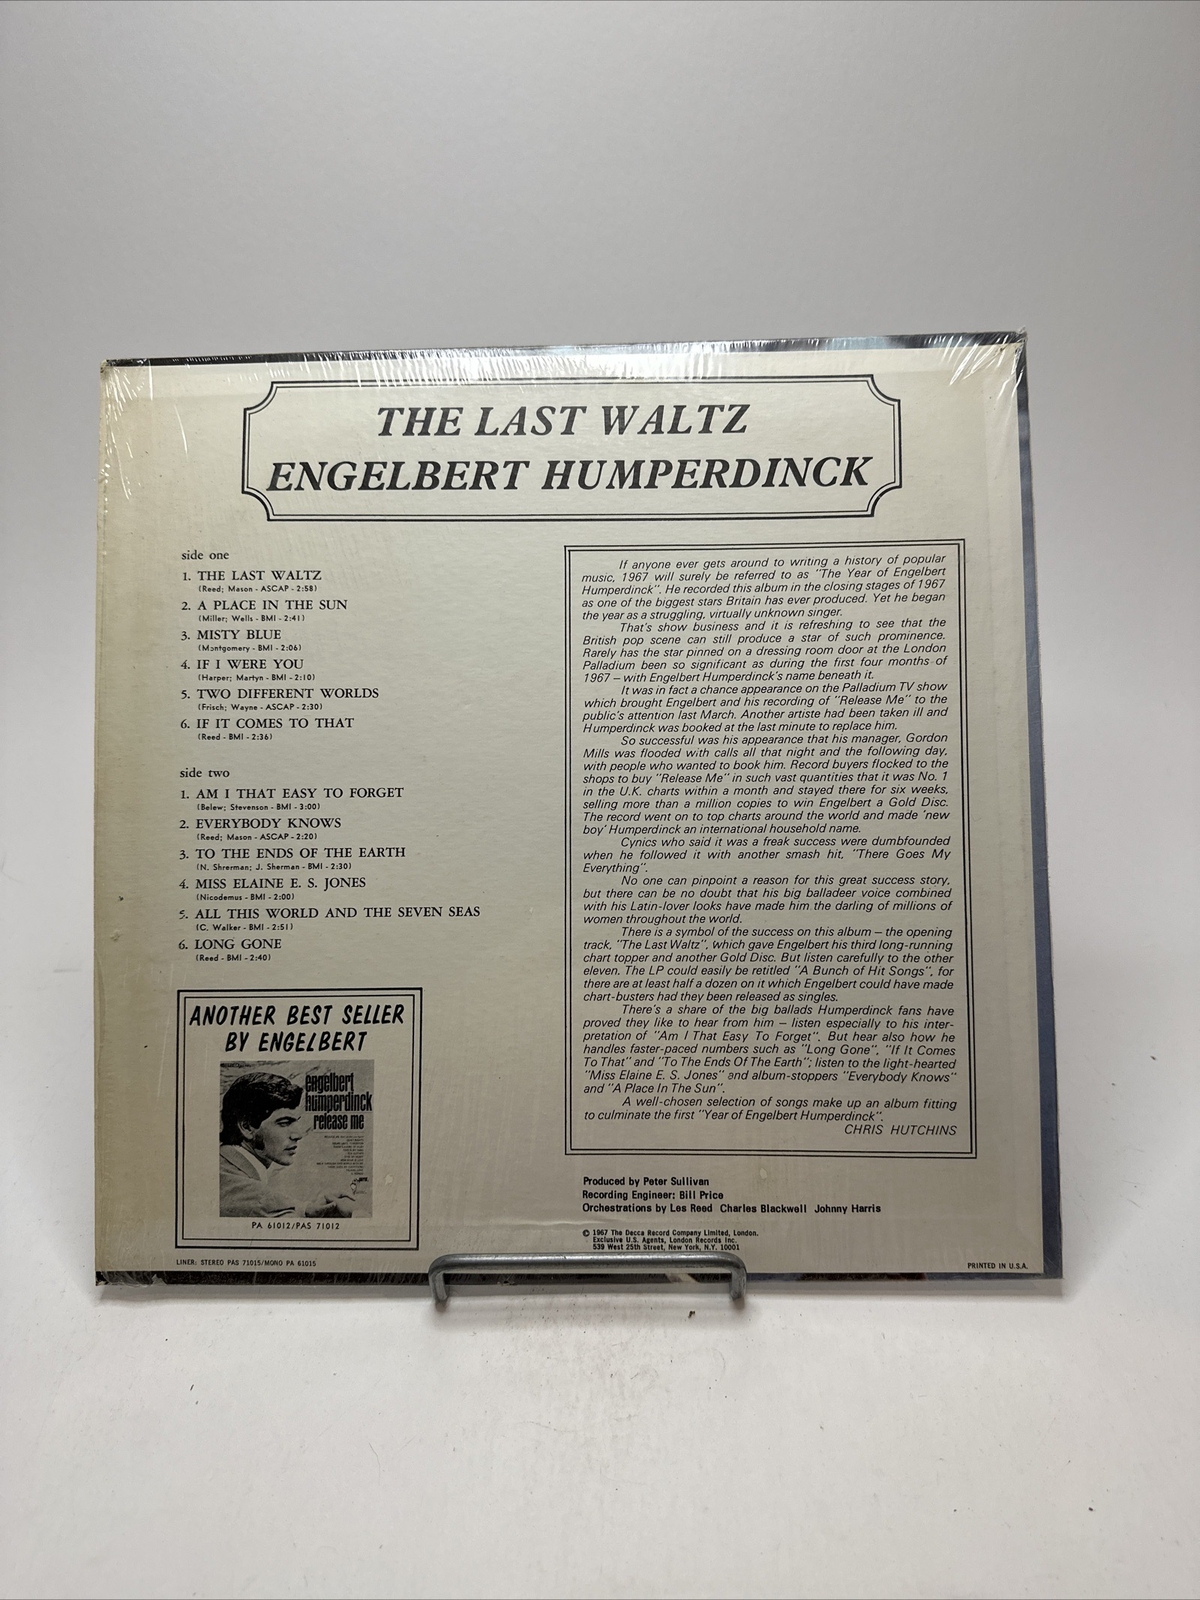 THE LAST WALTZ
ENGELBERT HUMPERDINCK
side one
1. THE LAST WALTZ
(Reed; Mason - ASCAP - 2:58)
2. A PLACE IN THE SUN
(Miller; Wells - BMI - 2:41)
3. MISTY BLUE
(Montgomery - BMI - 2:06)
4. IF I WERE YOU
(Harper; Martyn - BMI - 2:10)
5. TWO DIFFERENT WORLDS
(Frisch; Wayne - ASCAP - 2:30)
6. IF IT COMES TO THAT
(Reed - BMI - 2:36)
side two
1. AM I THAT EASY TO FORGET
(Belew; Stevenson - BMI - 3:00)
2. EVERYBODY KNOWS
(Reed; Mason - ASCAP - 2:20)
3. TO THE ENDS OF THE EARTH
(N. Shrerman; J. Sherman - BMI - 2:30)
4. MISS ELAINE E. S. JONES
(Nicodemus - BMI - 2:00)
5. ALL THIS WORLD AND THE SEVEN SEAS
(C. Walker - BMI - 2:51)
6. LONG GONE
(Reed - BMI - 2:40)
ANOTHER BEST SELLER
BY ENGELBERT
engelbert
humperdinck
release me
PA 61012/PAS 71012
LINER: STEREO PAS 71015/MONO PA 61015
If anyone ever gets around to writing a history of popular
music, 1967 will surely be referred to as "The Year of Engelbert
Humperdinck". He recorded this album in the closing stages of 1967
as one of the biggest stars Britain has ever produced. Yet he began
the year as a struggling, virtually unknown singer.
That's show business and it is refreshing to see that the
British pop scene can still produce a star of such prominence.
Rarely has the star pinned on a dressing room door at the London
Palladium been so significant as during the first four months of
1967 – with Engelbert Humperdinck's name beneath it.
It was in fact a chance appearance on the Palladium TV show
which brought Engelbert and his recording of "Release Me" to the
public's attention last March. Another artiste had been taken ill and
Humperdinck was booked at the last minute to replace him.
So successful was his appearance that his manager, Gordon
Mills was flooded with calls all that night and the following day,
with people who wanted to book him. Record buyers flocked to the
shops to buy "Release Me" in such vast quantities that it was No. 1
in the U.K. charts within a month and stayed there for six weeks,
selling more than a million copies to win Engelbert a Gold Disc.
The record went on to top charts around the world and made 'new
boy' Humperdinck an international household name.
Cynics who said it was a freak success were dumbfounded
when he followed it with another smash hit, "There Goes My
Everything".
No one can pinpoint a reason for this great success story,
but there can be no doubt that his big balladeer voice combined
with his Latin-lover looks have made him the darling of millions of
women throughout the world.
There is a symbol of the success on this album – the opening
track, "The Last Waltz", which gave Engelbert his third long-running
chart topper and another Gold Disc. But listen carefully to the other
eleven. The LP could easily be retitled "A Bunch of Hit Songs", for
there are at least half a dozen on it which Engelbert could have made
chart-busters had they been released as singles.
There's a share of the big ballads Humperdinck fans have
proved they like to hear from him – listen especially to his inter-
pretation of "Am I That Easy To Forget". But hear also how he
handles faster-paced numbers such as "Long Gone", "If It Comes
To That" and "To The Ends Of The Earth"; listen to the light-hearted
"Miss Elaine E. S. Jones" and album-stoppers "Everybody Knows"
and "A Place In The Sun".
A well-chosen selection of songs make up an album fitting
to culminate the first "Year of Engelbert Humperdinck".
CHRIS HUTCHINS
Produced by Peter Sullivan
Recording Engineer: Bill Price
Orchestrations by Les Reed Charles Blackwell Johnny Harris
© 1967 The Decca Record Company Limited, London.
Exclusive U.S. Agents, London Records Inc.
539 West 25th Street, New York, N.Y. 10001
PRINTED IN U.S.A.